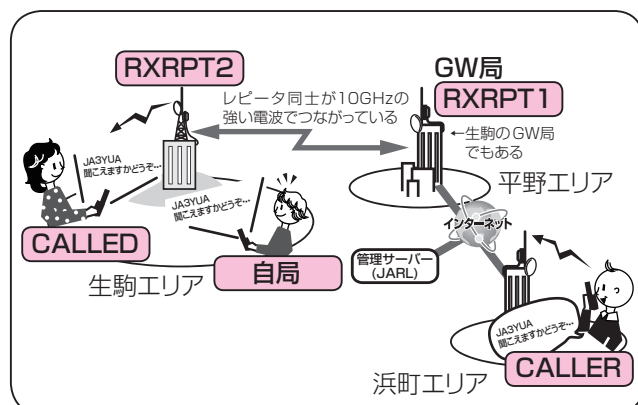 RXRPT2
GW局
RXRPT1
レピータ同士が10GHzの
強い電波でつながっている
←生駒のGW局
でもある
平野エリア
JA3YUA
聞こえますかどうぞ…
JA3YUA
聞こえますかどうぞ…
CALLED
自局
生駒エリア
インターネット
管理サーバー
(JARL)
JA3YUA
聞こえますかどうぞ…
CALLER
浜町エリア